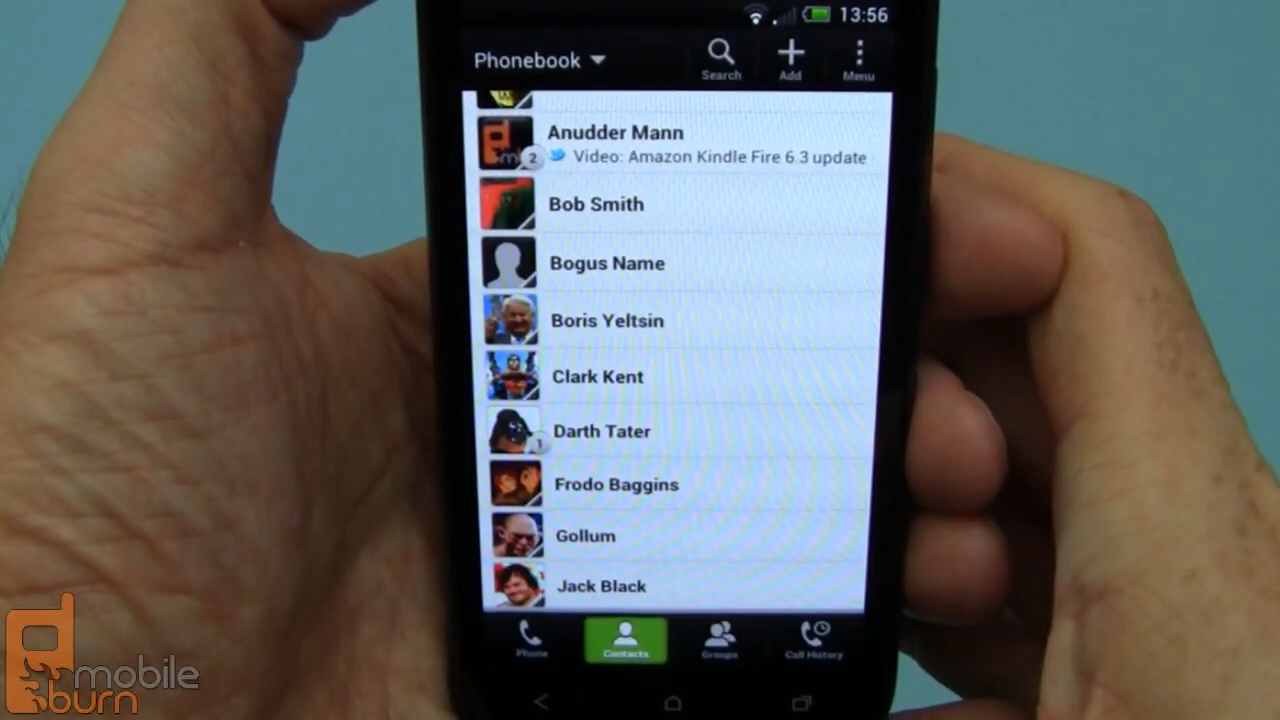 13:56
Phonebook
Search
Add
Menu
Anudder Mann
2
Video: Amazon Kindle Fire 6.3 update
Bob Smith
Bogus Name
Boris Yeltsin
Clark Kent
Darth Tater
1
Frodo Baggins
Gollum
Jack Black
Phone
Contacts
Groups
Call History
mobile
burn